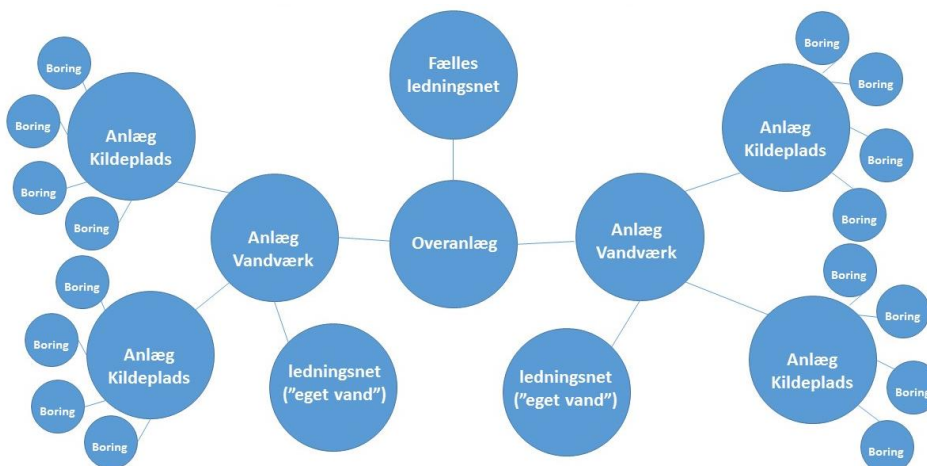 Boring
Boring
Boring
Boring
Anlæg
Kildeplads
Boring
Boring
Boring
Boring
Anlæg
Kildeplads
Anlæg
Vandværk
ledningsnet
("eget vand")
Fælles
ledningsnet
Overanlæg
Anlæg
Vandværk
ledningsnet
("eget vand")
Anlæg
Kildeplads
Boring
Boring
Boring
Boring
Anlæg
Kildeplads
Boring
Boring
Boring
Boring